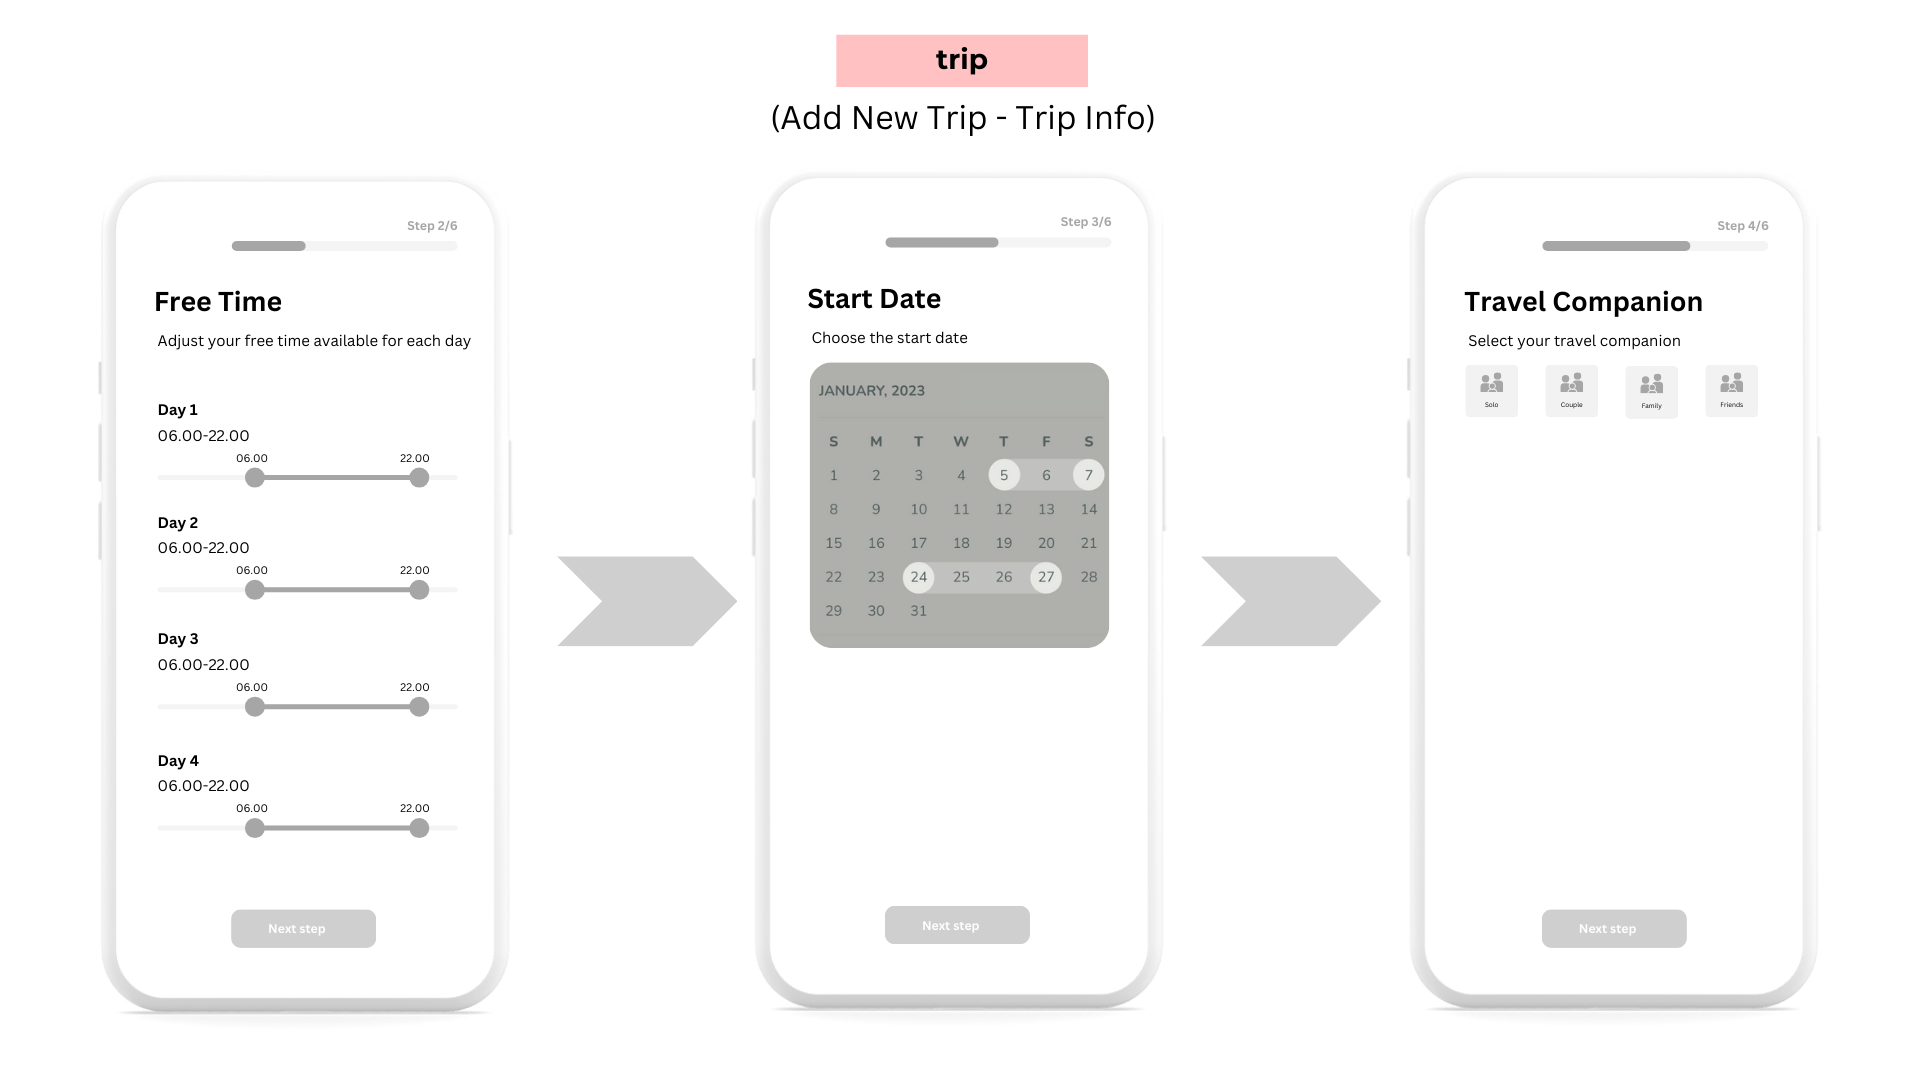 trip
(Add New Trip - Trip Info)
Step 2/6
Free Time
Adjust your free time available for each day
Day 1
06.00-22.00
06.00 22.00
Day 2
06.00-22.00
06.00 22.00
Day 3
06.00-22.00
06.00 22.00
Day 4
06.00-22.00
06.00 22.00
Next step
Step 3/6
Start Date
Choose the start date
JANUARY, 2023
S M T W T F S
1 2 3 4 5 6 7
8 9 10 11 12 13 14
15 16 17 18 19 20 21
22 23 24 25 26 27 28
29 30 31
Next step
Step 4/6
Travel Companion
Select your travel companion
Solo Couple Family Friends
Next step